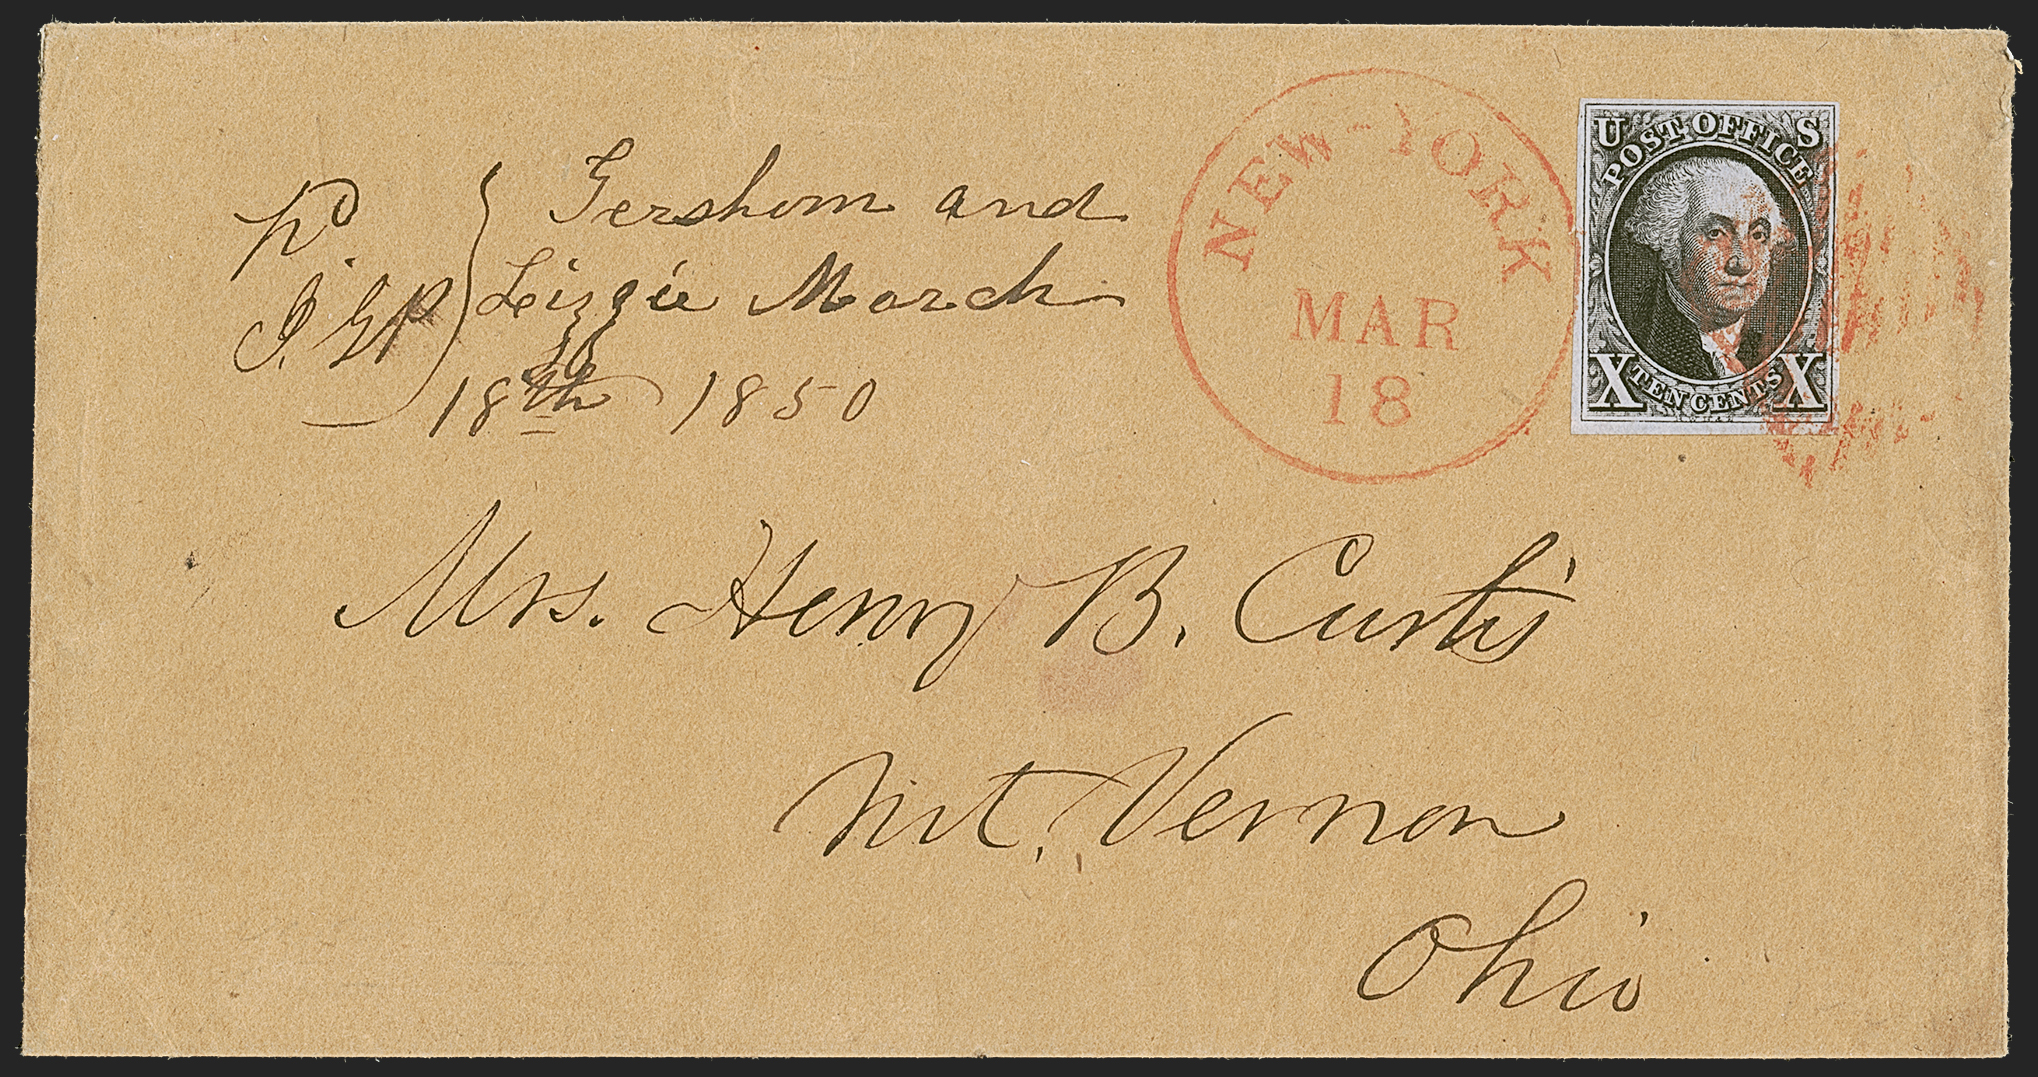 Gershom and
Lizzie March
18th 1850
NEW-YORK
MAR
18
U S
POST OFFICE
X TEN CENTS X
Mrs. Henry B. Curtis
Mt. Vernon
Ohio